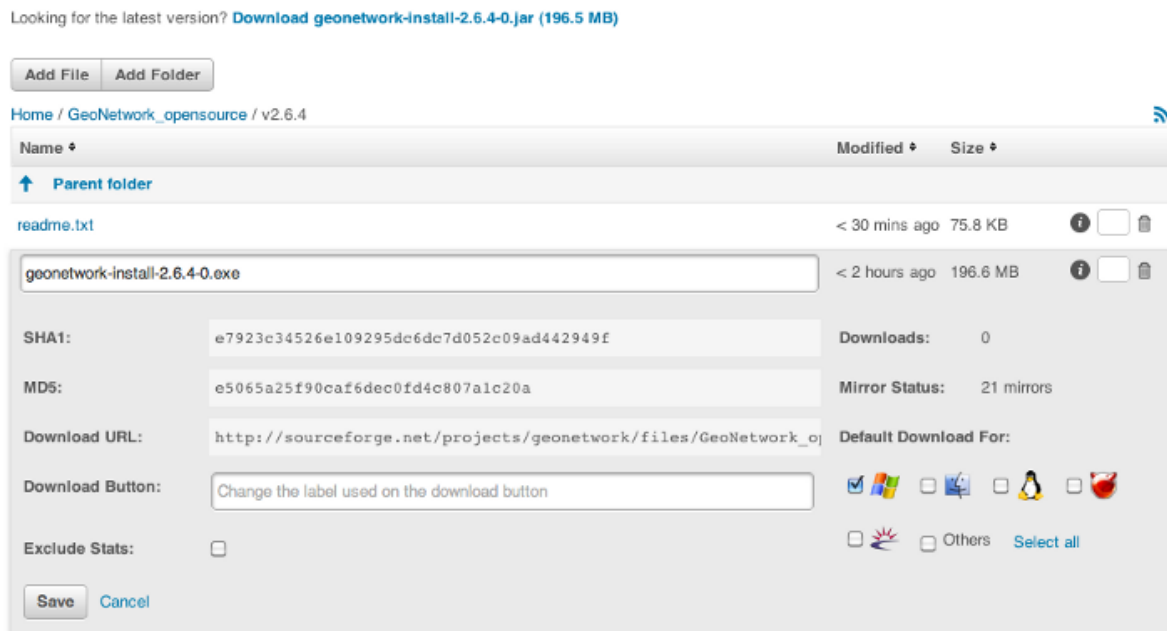 Looking for the latest version? Download geonetwork-install-2.6.4-0.jar (196.5 MB)
Add File Add Folder
Home / GeoNetwork_opensource / v2.6.4
Name Modified Size
Parent folder
readme.txt < 30 mins ago 75.8 KB
geonetwork-install-2.6.4-0.exe < 2 hours ago 196.6 MB
SHA1: e7923c34526e109295dc6dc7d052c09ad442949f Downloads: 0
MD5: e5065a25f90caf6dec0fd4c807a1c20a Mirror Status: 21 mirrors
Download URL: http://sourceforge.net/projects/geonetwork/files/GeoNetwork_op Default Download For:
Download Button: Change the label used on the download button
Exclude Stats: Others Select all
Save Cancel